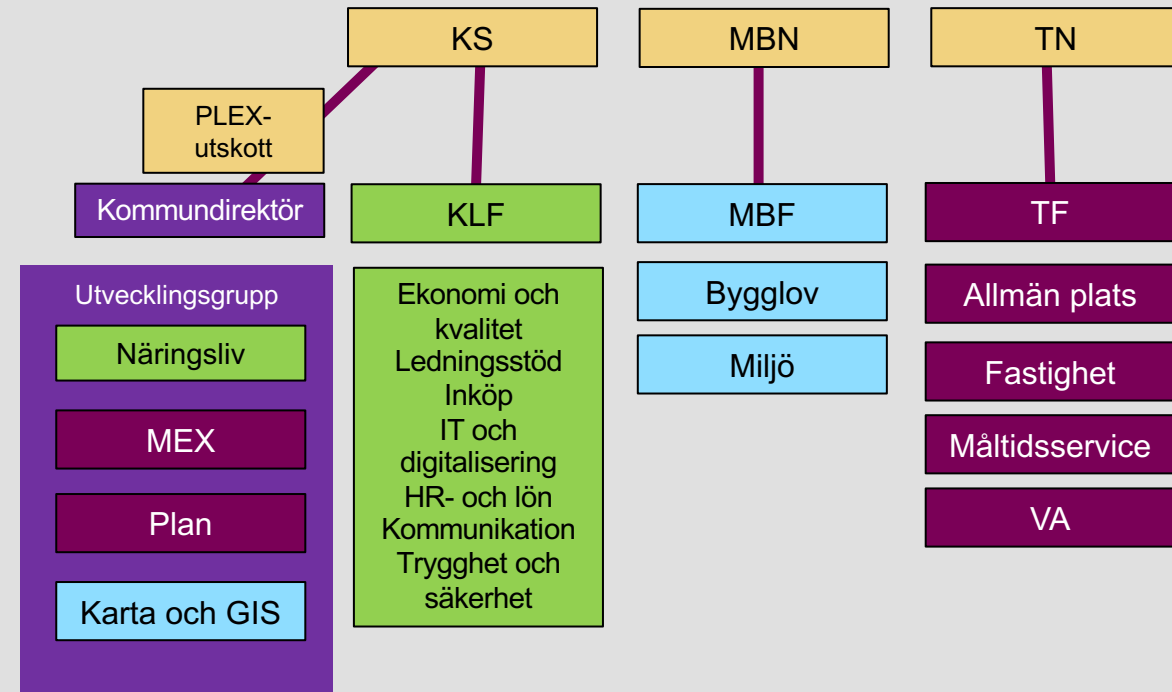 KS
MBN
TN
PLEX-
utskott
Kommundirektör
KLF
MBF
TF
Utvecklingsgrupp
Näringsliv
MEX
Plan
Karta och GIS
Ekonomi och
kvalitet
Ledningsstöd
Inköp
IT och
digitalisering
HR- och lön
Kommunikation
Trygghet och
säkerhet
Bygglov
Miljö
Allmän plats
Fastighet
Måltidsservice
VA